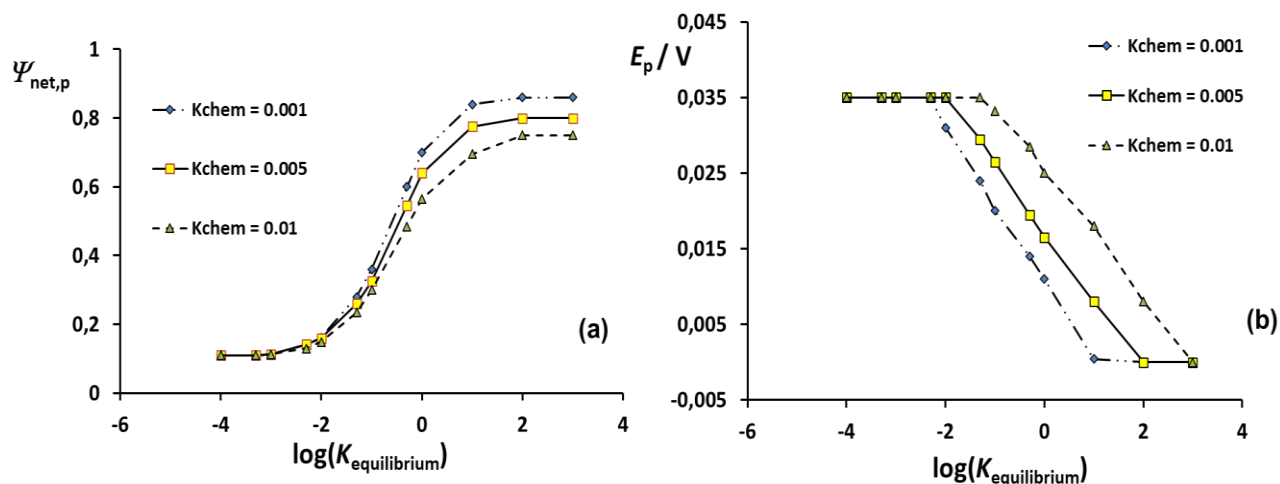 1
0,8
0,6
0,4
0,2
0
Ψnet,p
Kchem = 0.001
Kchem = 0.005
Kchem = 0.01
(a)
-6 -4 -2 0 2 4
log(Kequilibrium)
0,045
0,035
0,025
0,015
0,005
-0,005
Ep / V
Kchem = 0.001
Kchem = 0.005
Kchem = 0.01
(b)
-6 -4 -2 0 2 4
log(Kequilibrium)